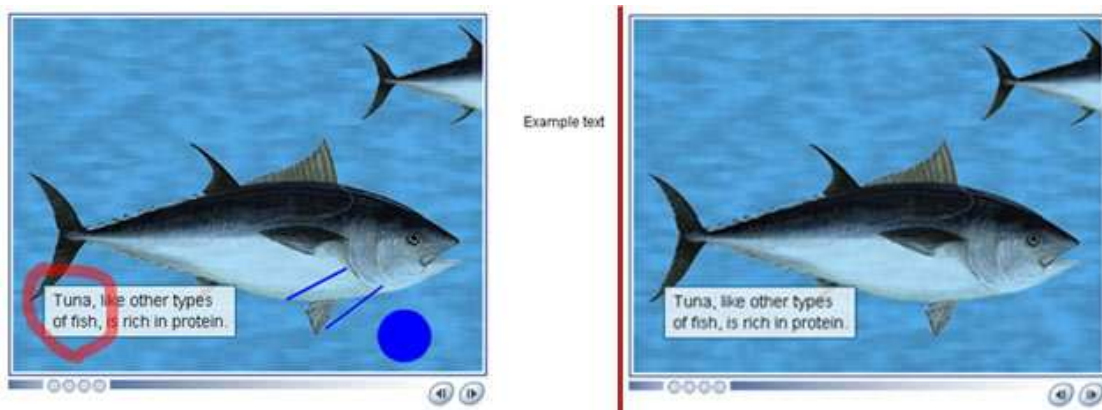 Tuna, like other types
of fish, is rich in protein.
Example text
Tuna, like other types
of fish, is rich in protein.